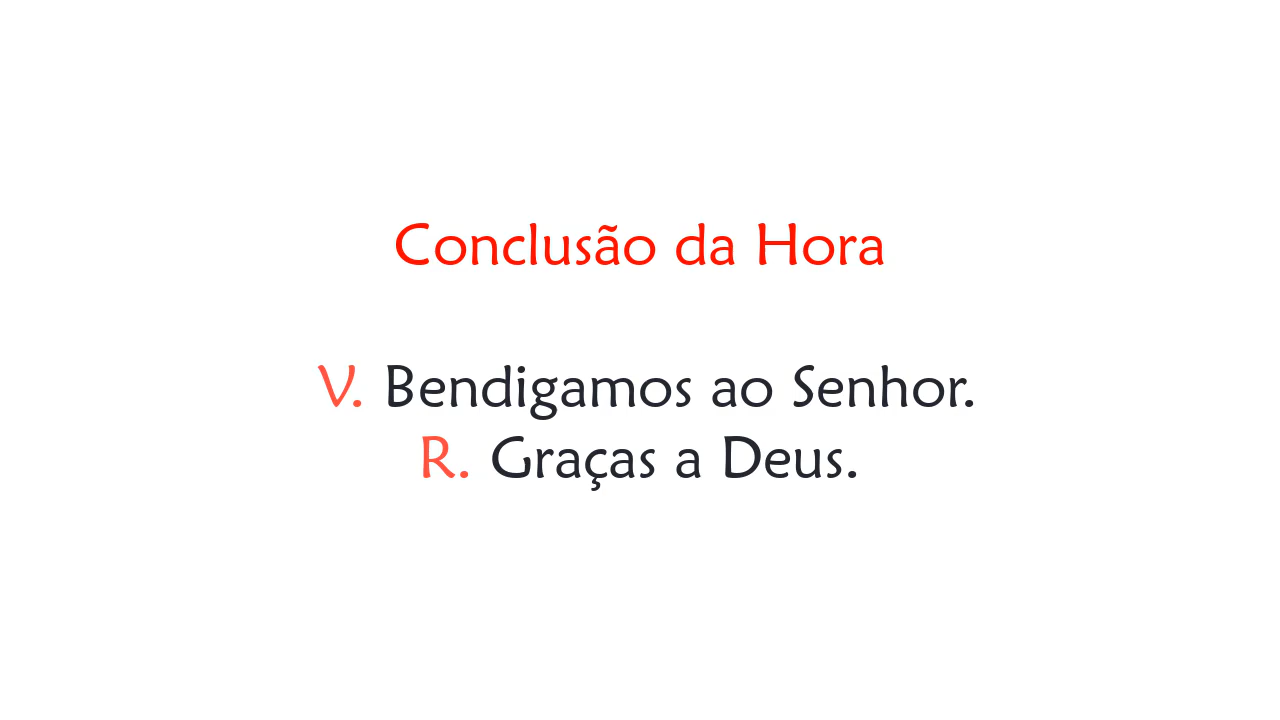 Conclusão da Hora
V. Bendigamos ao Senhor.
R. Graças a Deus.